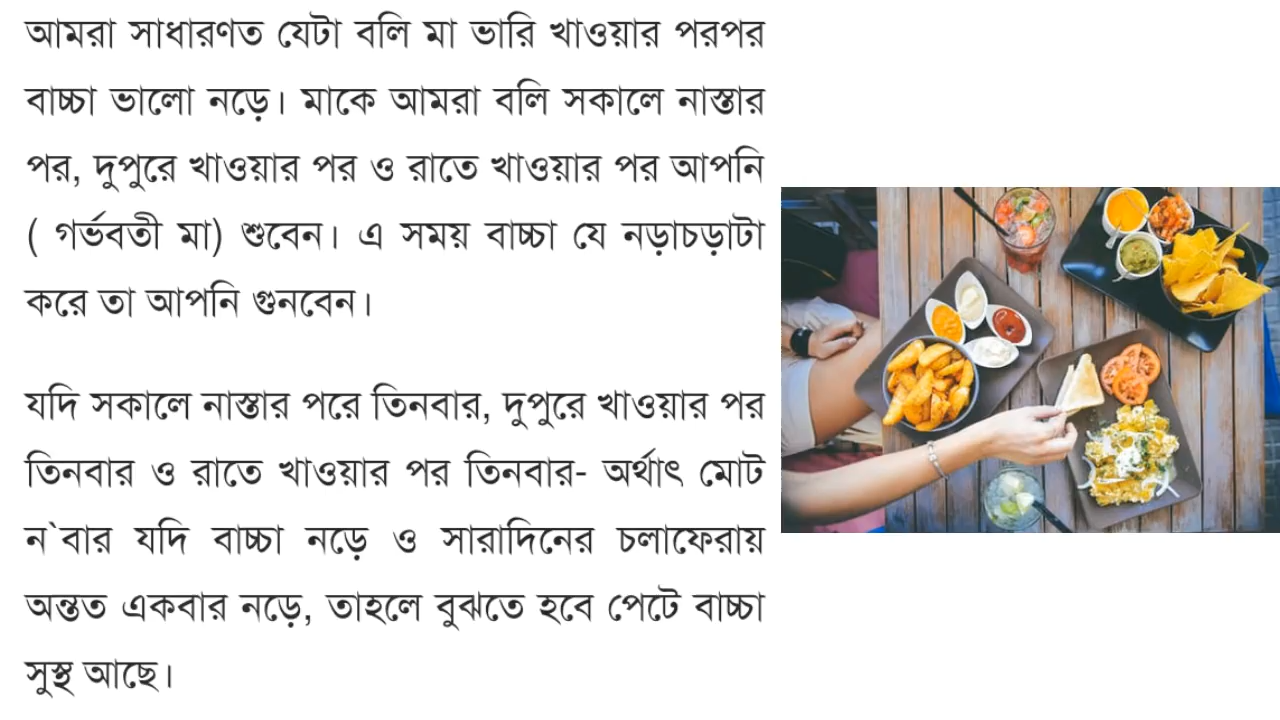 আমরা সাধারণত যেটা বলি মা ভারি খাওয়ার পরপর
বাচ্চা ভালো নড়ে। মাকে আমরা বলি সকালে নাস্তার
পর, দুপুরে খাওয়ার পর ও রাতে খাওয়ার পর আপনি
( গর্ভবতী মা) শুবেন। এ সময় বাচ্চা যে নড়াচড়াটা
করে তা আপনি গুনবেন।
যদি সকালে নাস্তার পরে তিনবার, দুপুরে খাওয়ার পর
তিনবার ও রাতে খাওয়ার পর তিনবার- অর্থাৎ মোট
ন`বার যদি বাচ্চা নড়ে ও সারাদিনের চলাফেরায়
অন্তত একবার নড়ে, তাহলে বুঝতে হবে পেটে বাচ্চা
সুস্থ আছে।